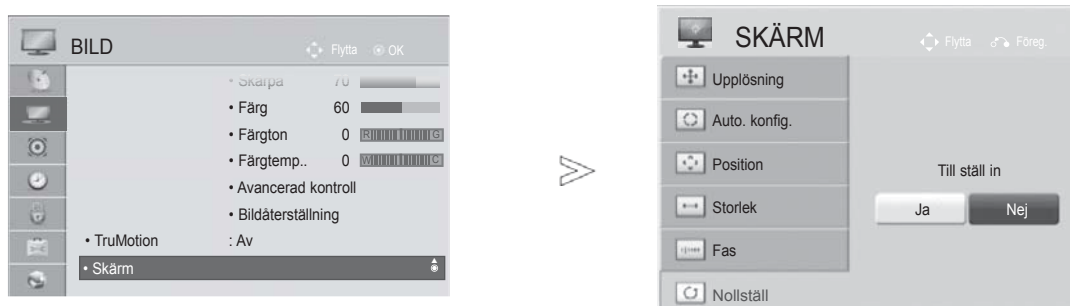 BILD
Flytta OK
• Skärpa 70
• Färg 60
• Färgton 0 R G
• Färgtemp.. 0 W C
• Avancerad kontroll
• Bildåterställning
• TruMotion : Av
• Skärm
SKÄRM
Flytta Föreg.
Upplösning
Auto. konfig.
Position
Storlek
Fas
Nollställ
Till ställ in
Ja Nej